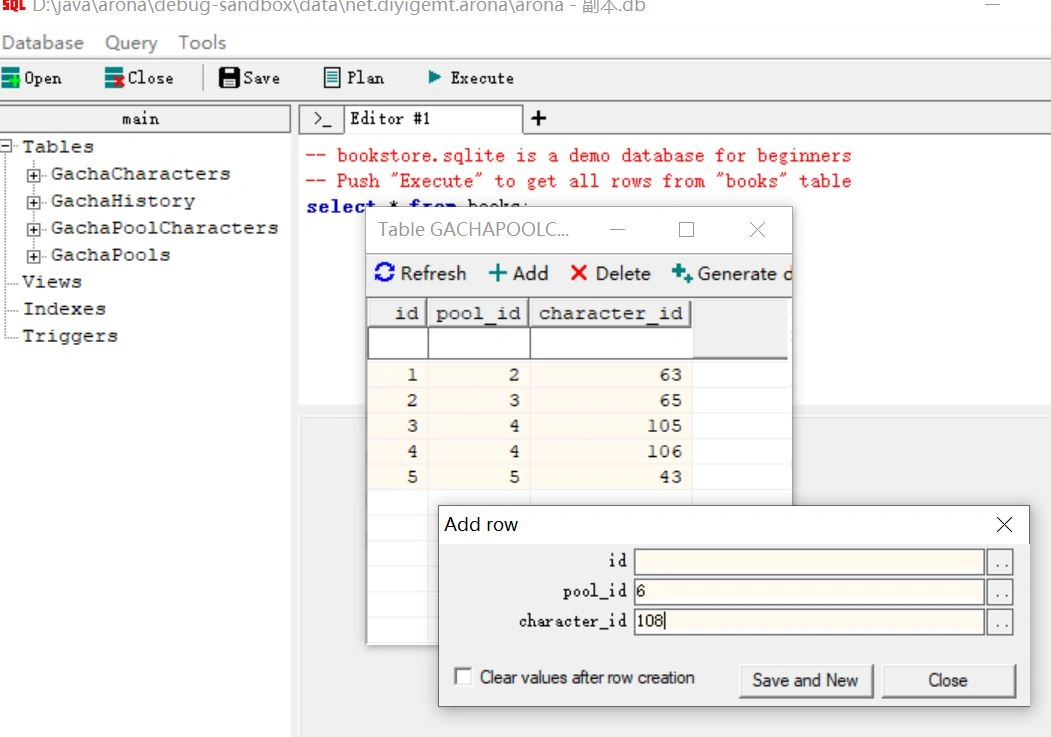 SQL D:\java\arona\debug-sandbox\data\net.diyigemt.arona\arona - 副本.db
Database Query Tools
Open Close Save Plan Execute
main
>_ Editor #1 +
Tables
GachaCharacters
GachaHistory
GachaPoolCharacters
GachaPools
Views
Indexes
Triggers
-- bookstore.sqlite is a demo database for beginners
-- Push "Execute" to get all rows from "books" table
select * from books;
Table GACHAPOOLC...
Refresh Add Delete Generate d
id pool_id character_id
1 2 63
2 3 65
3 4 105
4 4 106
5 5 43
Add row
id ..
pool_id 6 ..
character_id 108 ..
Clear values after row creation Save and New Close